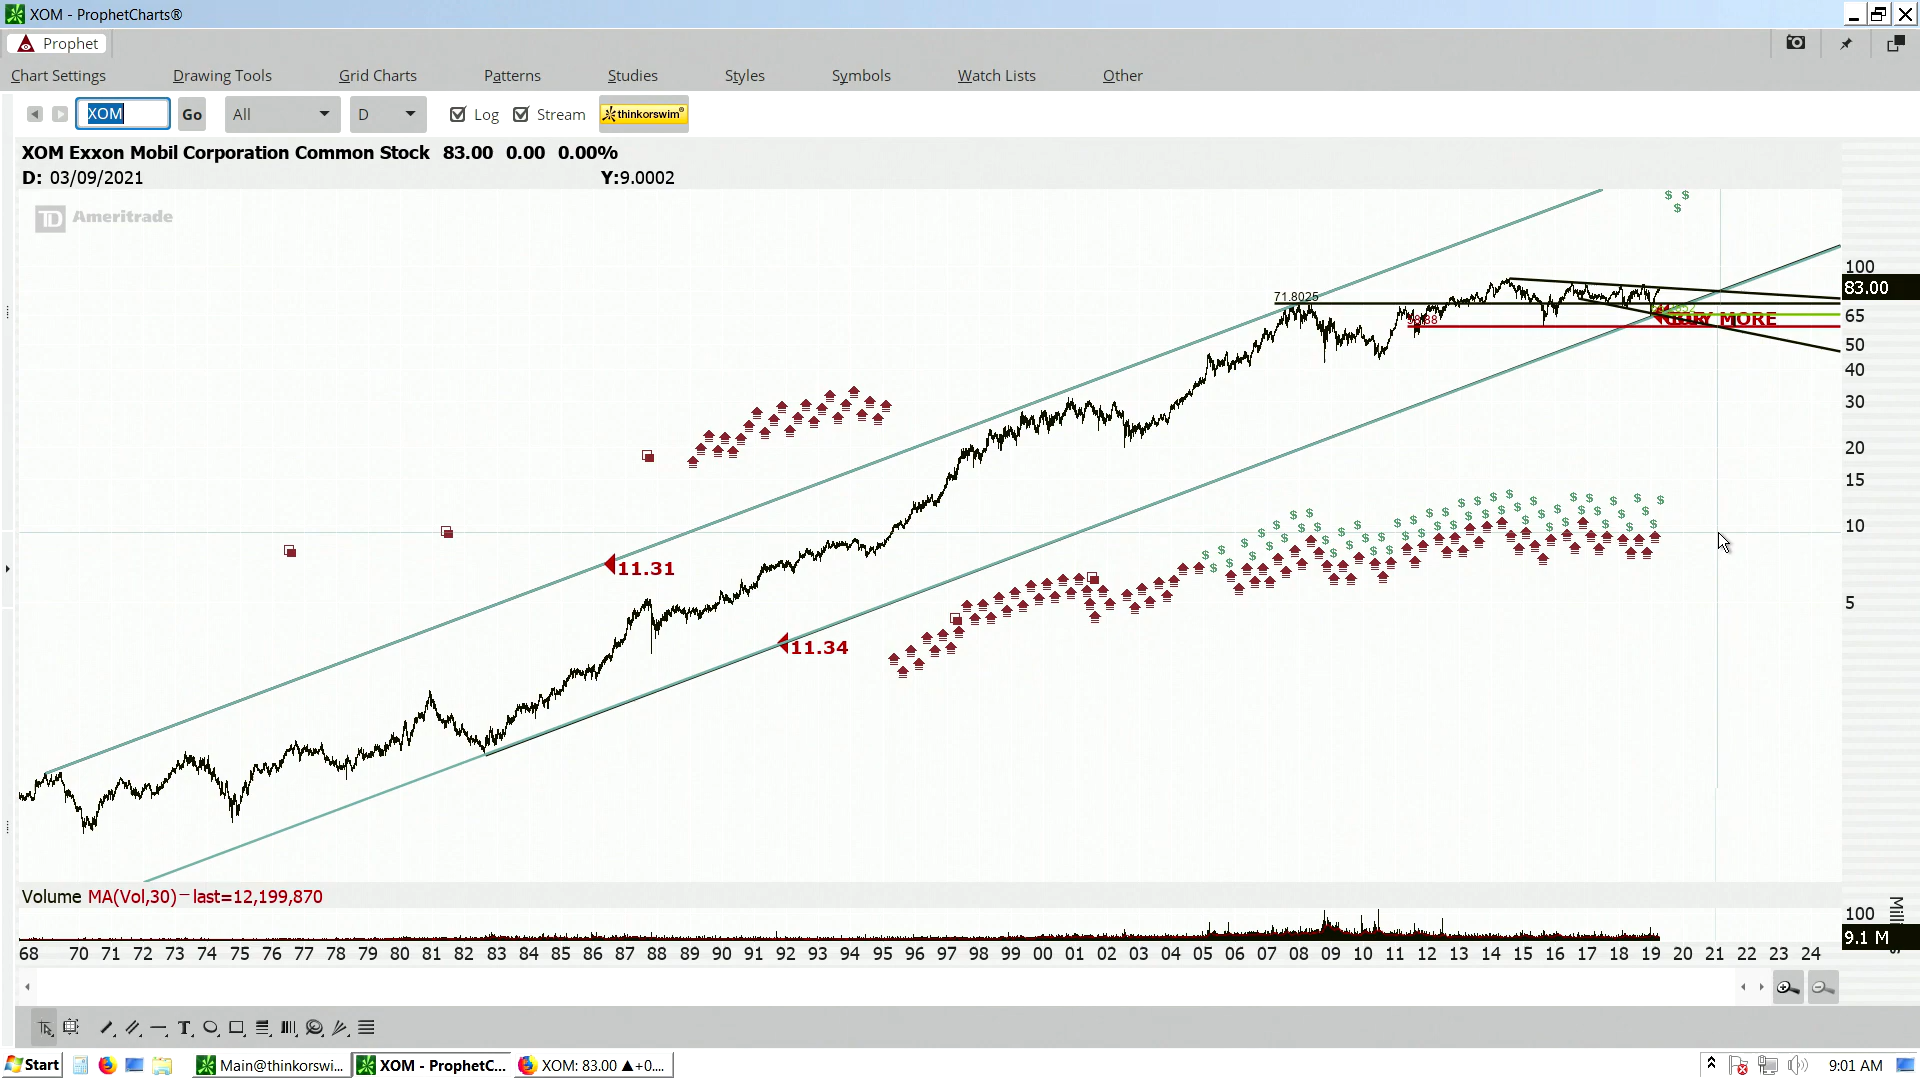 XOM - ProphetCharts®
Prophet
Chart Settings Drawing Tools Grid Charts Patterns Studies Styles Symbols Watch Lists Other
XOM Go All D Log Stream thinkorswim®
XOM Exxon Mobil Corporation Common Stock 83.00 0.00 0.00%
D: 03/09/2021 Y:9.0002
TD Ameritrade
100
83.00
71.8025
65
BUY MORE
50
40
30
20
15
10
5
11.31
11.34
Volume MA(Vol,30) last=12,199,870
100
9.1 M
68 70 71 72 73 74 75 76 77 78 79 80 81 82 83 84 85 86 87 88 89 90 91 92 93 94 95 96 97 98 99 00 01 02 03 04 05 06 07 08 09 10 11 12 13 14 15 16 17 18 19 20 21 22 23 24
Start Main@thinkorswi... XOM - ProphetC... XOM: 83.00 ▲+0.... 9:01 AM